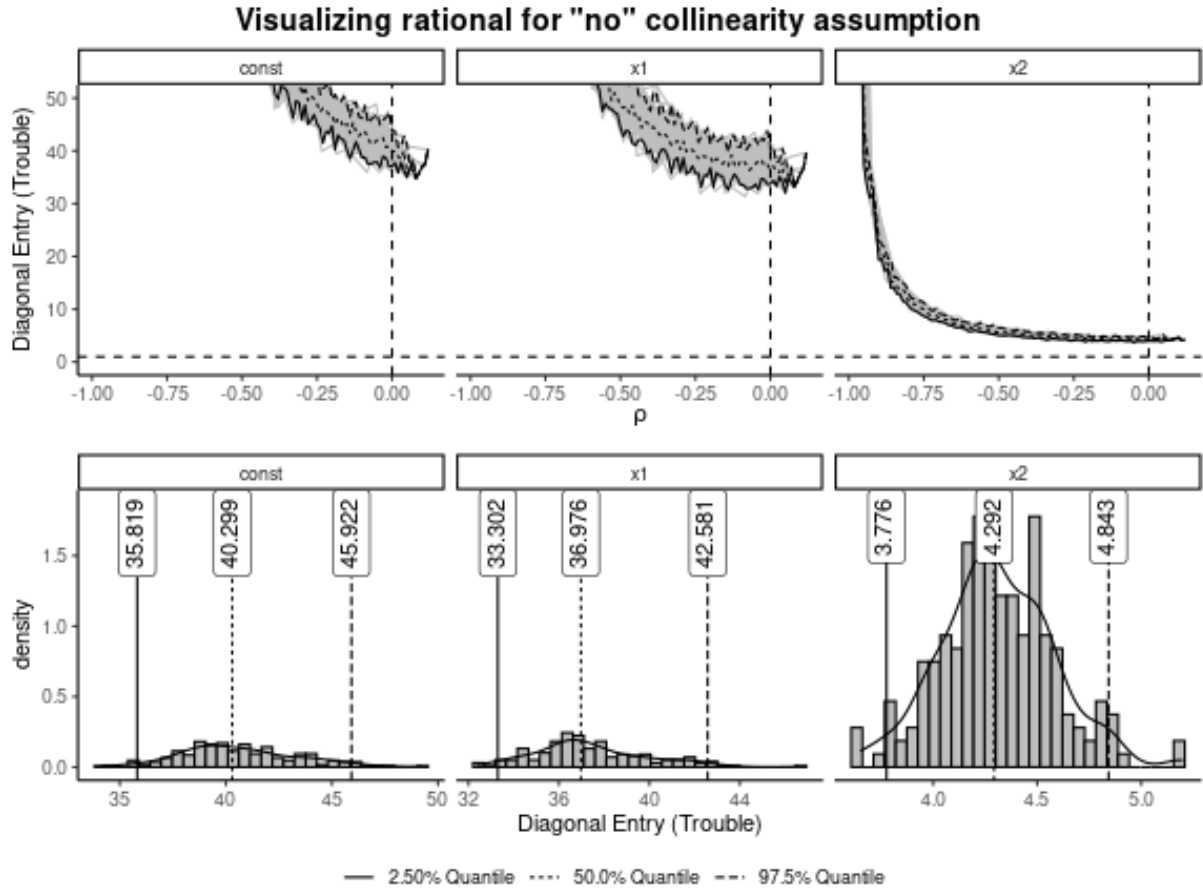 Visualizing rational for "no" collinearity assumption
const x1 x2
Diagonal Entry (Trouble)
50
40
30
20
10
0
-1.00 -0.75 -0.50 -0.25 0.00 -1.00 -0.75 -0.50 -0.25 0.00 -1.00 -0.75 -0.50 -0.25 0.00
ρ
const x1 x2
35.819 40.299 45.922 33.302 36.976 42.581 3.776 4.292 4.843
density
1.5
1.0
0.5
0.0
35 40 45 50 32 36 40 44 4.0 4.5 5.0
Diagonal Entry (Trouble)
2.50% Quantile 50.0% Quantile 97.5% Quantile